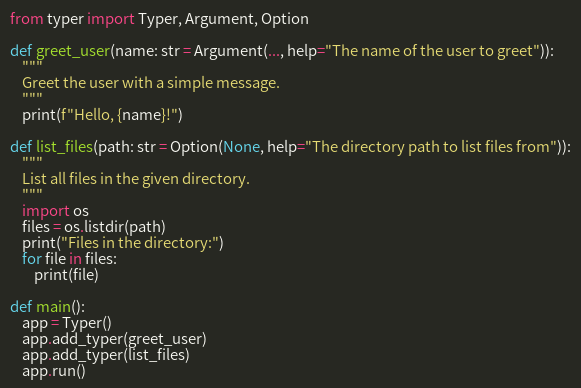 from typer import Typer, Argument, Option

def greet_user(name: str = Argument(..., help="The name of the user to greet")):
    """
    Greet the user with a simple message.
    """
    print(f"Hello, {name}!")

def list_files(path: str = Option(None, help="The directory path to list files from")):
    """
    List all files in the given directory.
    """
    import os
    files = os.listdir(path)
    print("Files in the directory:")
    for file in files:
        print(file)

def main():
    app = Typer()
    app.add_typer(greet_user)
    app.add_typer(list_files)
    app.run()